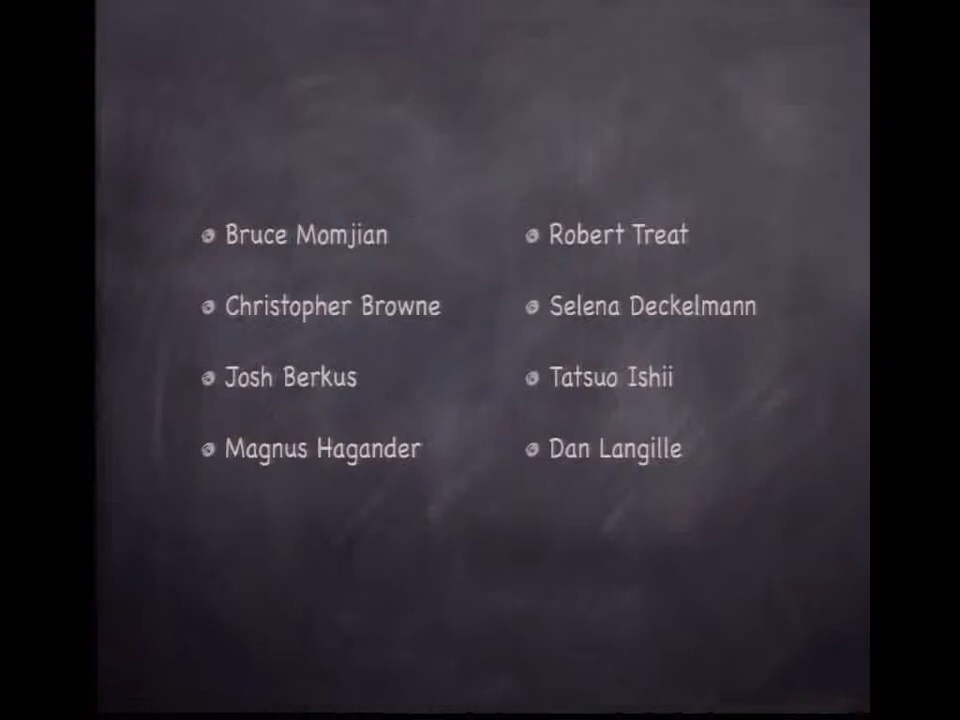 Bruce Momjian
Christopher Browne
Josh Berkus
Magnus Hagander
Robert Treat
Selena Deckelmann
Tatsuo Ishii
Dan Langille